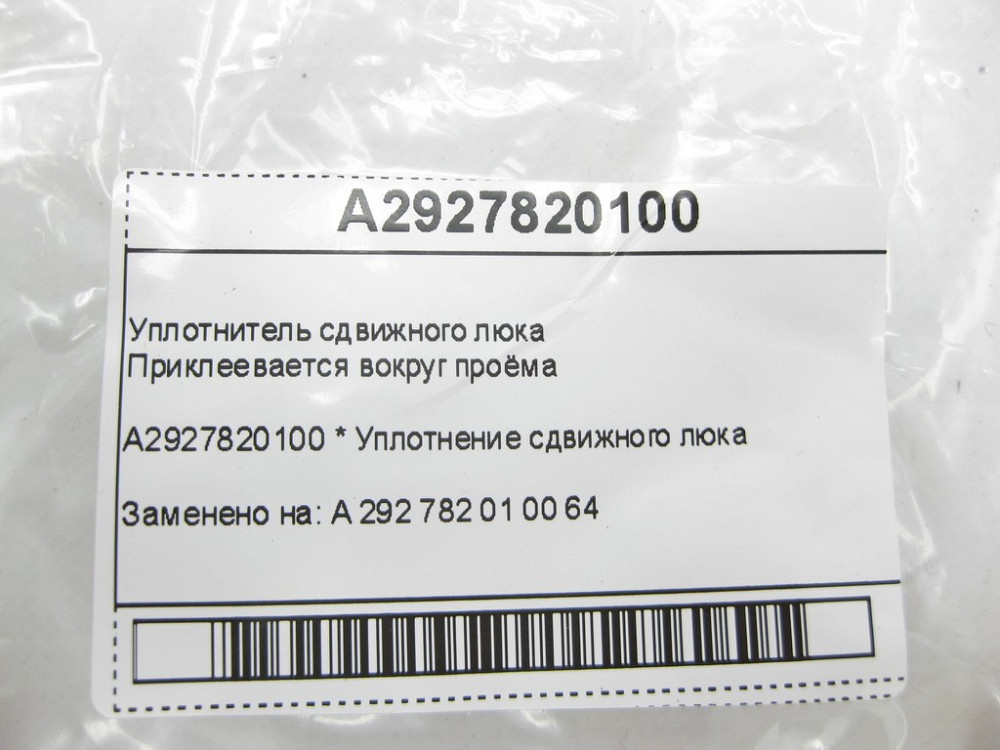 A2927820100
Уплотнитель сдвижного люка
Приклеевается вокруг проёма
A2927820100 * Уплотнение сдвижного люка
Заменено на: A 292 782 01 00 64